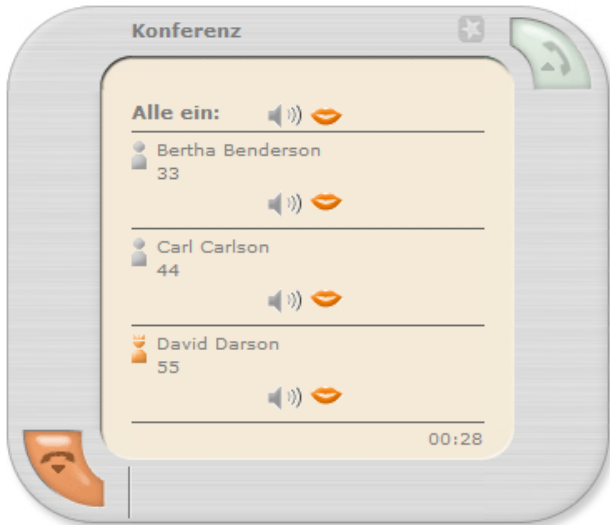 Konferenz
Alle ein:
Bertha Benderson
33
Carl Carlson
44
David Darson
55
00:28